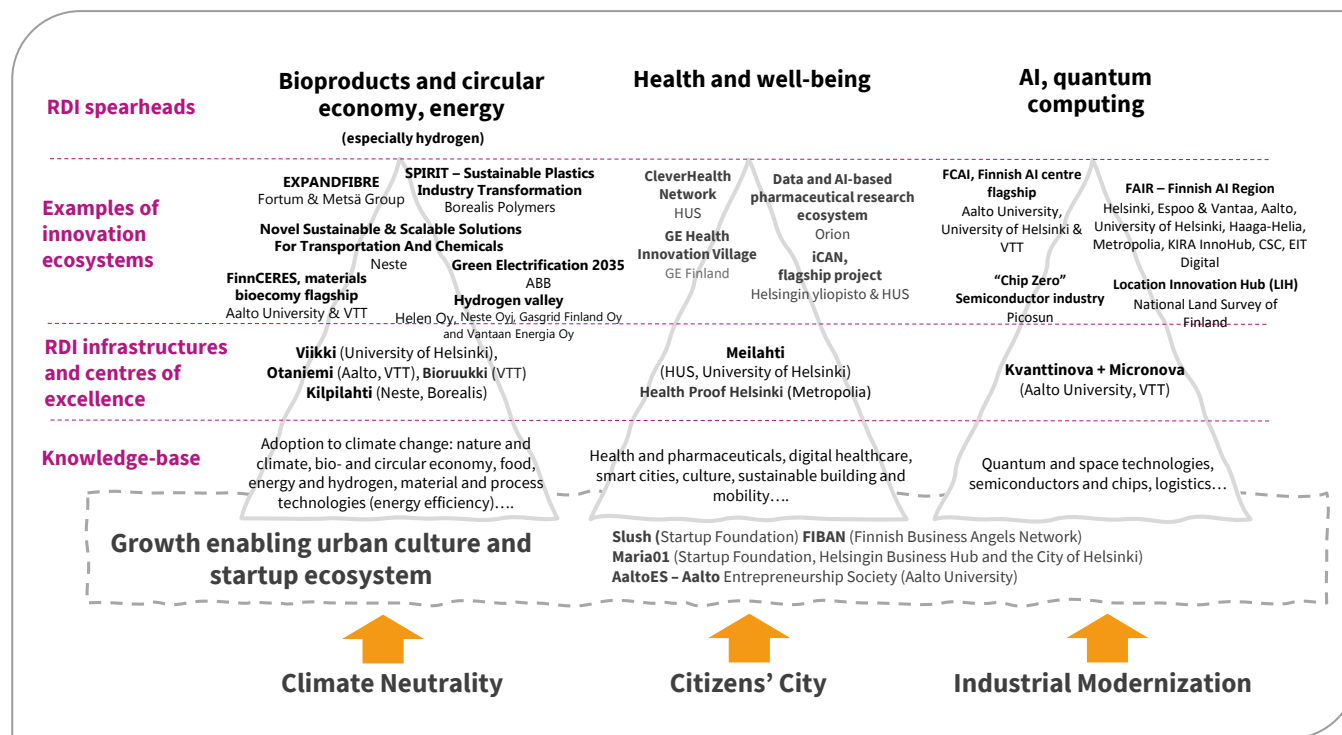 RDI spearheads
Bioproducts and circular
economy, energy
(especially hydrogen)
Health and well-being
AI, quantum
computing
Examples of
innovation
ecosystems
EXPANDFIBRE
Fortum & Metsä Group
SPIRIT – Sustainable Plastics
Industry Transformation
Borealis Polymers
Novel Sustainable & Scalable Solutions
For Transportation And Chemicals
Neste
FinnCERES, materials
bioecomy flagship
Aalto University & VTT
Green Electrification 2035
ABB
Hydrogen valley
Helen Oy, Neste Oyj, Gasgrid Finland Oy
and Vantaan Energia Oy
CleverHealth
Network
HUS
GE Health
Innovation Village
GE Finland
Data and AI-based
pharmaceutical research
ecosystem
Orion
iCAN,
flagship project
Helsingin yliopisto & HUS
FCAI, Finnish AI centre
flagship
Aalto University,
University of Helsinki &
VTT
"Chip Zero"
Semiconductor industry
Picosun
FAIR – Finnish AI Region
Helsinki, Espoo & Vantaa, Aalto,
University of Helsinki, Haaga-Helia,
Metropolia, KIRA InnoHub, CSC, EIT
Digital
Location Innovation Hub (LIH)
National Land Survey of
Finland
RDI infrastructures
and centres of
excellence
Viikki (University of Helsinki),
Otaniemi (Aalto, VTT), Bioruukki (VTT)
Kilpilahti (Neste, Borealis)
Meilahti
(HUS, University of Helsinki)
Health Proof Helsinki (Metropolia)
Kvanttinova + Micronova
(Aalto University, VTT)
Knowledge-base
Adoption to climate change: nature and
climate, bio- and circular economy, food,
energy and hydrogen, material and process
technologies (energy efficiency)….
Health and pharmaceuticals, digital healthcare,
smart cities, culture, sustainable building and
mobility….
Quantum and space technologies,
semiconductors and chips, logistics…
Growth enabling urban culture and
startup ecosystem
Slush (Startup Foundation) FIBAN (Finnish Business Angels Network)
Maria01 (Startup Foundation, Helsingin Business Hub and the City of Helsinki)
AaltoES – Aalto Entrepreneurship Society (Aalto University)
Climate Neutrality
Citizens' City
Industrial Modernization